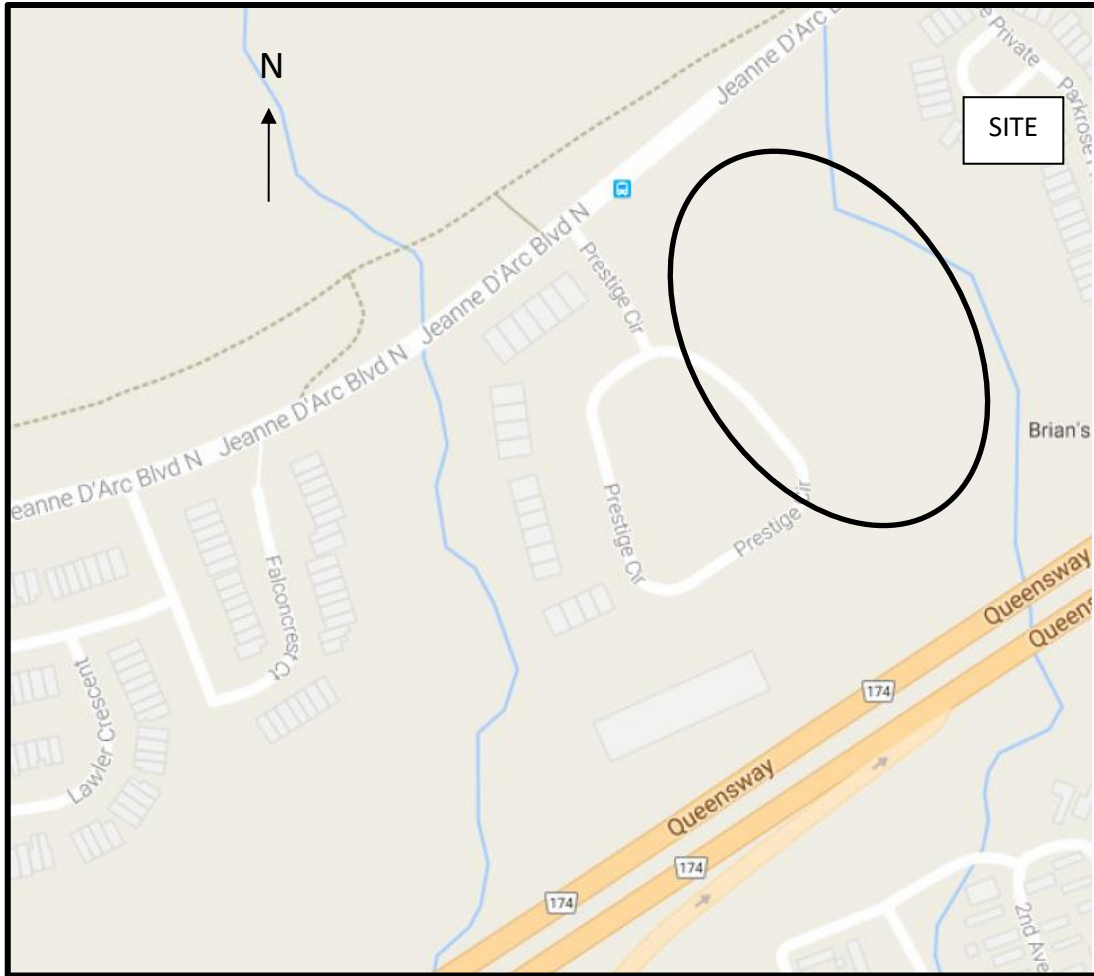 Jeanne D'Arc B
e Private
N
Parkrose P
SITE
Jeanne D'Arc Blvd N
Prestige Cir
Jeanne D'Arc Blvd N
Brian's
eanne D'Arc Blvd N
Prestige Cir
Prestige Cir
Falconcrest Ct
Queensway
Queens
174
Lawler Crescent
Queensway
174
174
2nd Ave